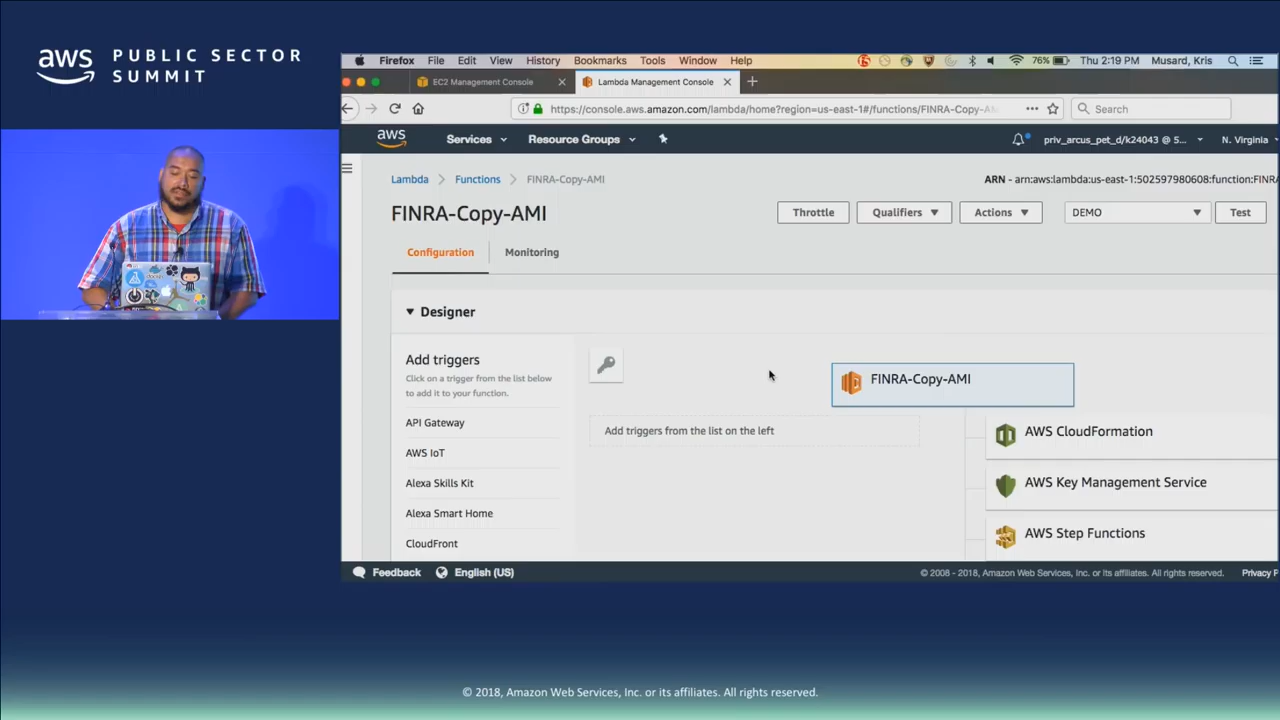 aws PUBLIC SECTOR
SUMMIT
Firefox File Edit View History Bookmarks Tools Window Help 76% Thu 2:19 PM Musard, Kris
EC2 Management Console Lambda Management Console
https://console.aws.amazon.com/lambda/home?region=us-east-1#/functions/FINRA-Copy-AM Search
aws Services Resource Groups priv_arcus_pet_d/k24043 @ 5... N. Virginia
Lambda > Functions > FINRA-Copy-AMI ARN - arn:aws:lambda:us-east-1:502597980608:function:FINRA
FINRA-Copy-AMI Throttle Qualifiers Actions DEMO Test
Configuration Monitoring
Designer
Add triggers
Click on a trigger from the list below
to add it to your function.
API Gateway
AWS IoT
Alexa Skills Kit
Alexa Smart Home
CloudFront
Add triggers from the list on the left
FINRA-Copy-AMI
AWS CloudFormation
AWS Key Management Service
AWS Step Functions
Feedback English (US) © 2008 - 2018, Amazon Web Services, Inc. or its affiliates. All rights reserved. Privacy P
© 2018, Amazon Web Services, Inc. or its affiliates. All rights reserved.